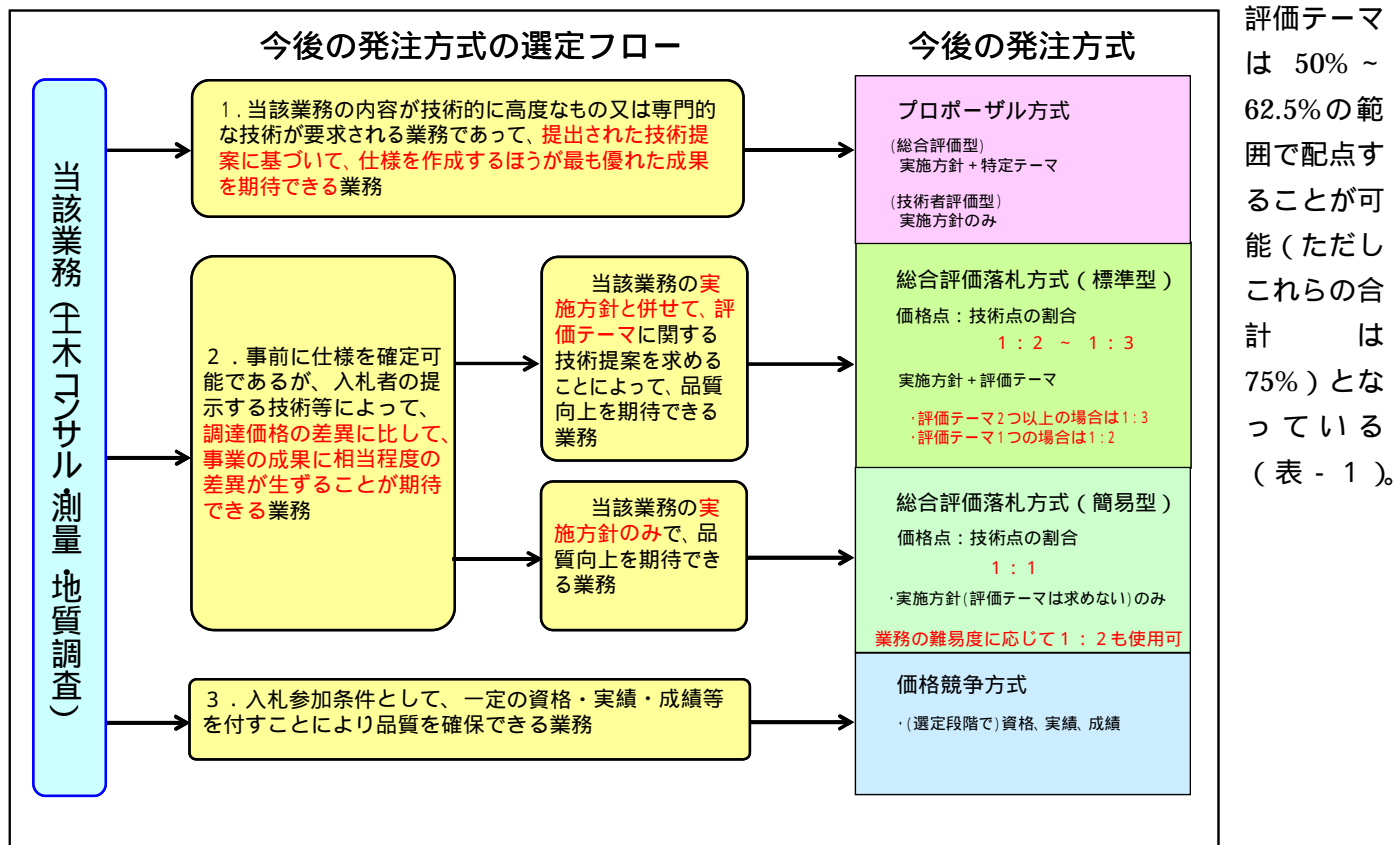 今後の発注方式の選定フロー
今後の発注方式
当該業務(土木コンサル・測量・地質調査)
1.当該業務の内容が技術的に高度なもの又は専門的
な技術が要求される業務であって、提出された技術提
案に基づいて、仕様を作成するほうが最も優れた成果
を期待できる業務
プロポーザル方式
(総合評価型)
実施方針+特定テーマ
(技術者評価型)
実施方針のみ
2.事前に仕様を確定可
能であるが、入札者の提
示する技術等によって、
調達価格の差異に比して、
事業の成果に相当程度の
差異が生ずることが期待
できる業務
当該業務の実
施方針と併せて、評
価テーマに関する
技術提案を求める
ことによって、品質
向上を期待できる
業務
総合評価落札方式(標準型)
価格点:技術点の割合
1:2 ~ 1:3
実施方針+評価テーマ
・評価テーマ2つ以上の場合は1:3
・評価テーマ1つの場合は1:2
当該業務の実
施方針のみで、品
質向上を期待でき
る業務
総合評価落札方式(簡易型)
価格点:技術点の割合
1:1
・実施方針(評価テーマは求めない)のみ
業務の難易度に応じて1:2も使用可
3.入札参加条件として、一定の資格・実績・成績等
を付すことにより品質を確保できる業務
価格競争方式
・(選定段階で)資格、実績、成績
評価テーマ
は 50% ~
62.5%の範
囲で配点す
ることが可
能(ただし
これらの合
計は
75%)とな
っている
(表-1)。